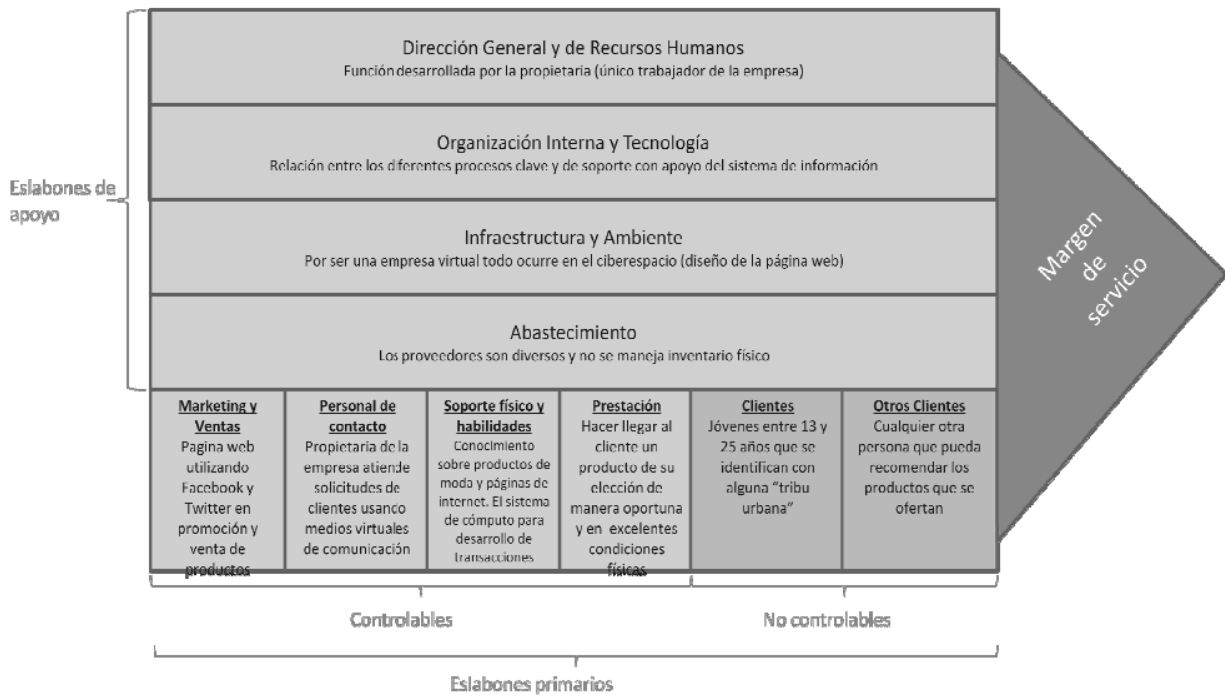 Dirección General y de Recursos Humanos
Función desarrollada por la propietaria (único trabajador de la empresa)
Organización Interna y Tecnología
Relación entre los diferentes procesos clave y de soporte con apoyo del sistema de información
Eslabones de
apoyo
Infraestructura y Ambiente
Por ser una empresa virtual todo ocurre en el ciberespacio (diseño de la página web)
Abastecimiento
Los proveedores son diversos y no se maneja inventario físico
Margen
de
servicio
Marketing y
Ventas
Pagina web
utilizando
Facebook y
Twitter en
promoción y
venta de
productos
Personal de
contacto
Propietaria de la
empresa atiende
solicitudes de
clientes usando
medios virtuales
de comunicación
Soporte físico y
habilidades
Conocimiento
sobre productos de
moda y páginas de
internet. El sistema
de cómputo para
desarrollo de
transacciones
Prestación
Hacer llegar al
cliente un
producto de su
elección de
manera oportuna
y en excelentes
condiciones
físicas
Clientes
Jóvenes entre 13 y
25 años que se
identifican con
alguna "tribu
urbana"
Otros Clientes
Cualquier otra
persona que pueda
recomendar los
productos que se
ofertan
Controlables
No controlables
Eslabones primarios